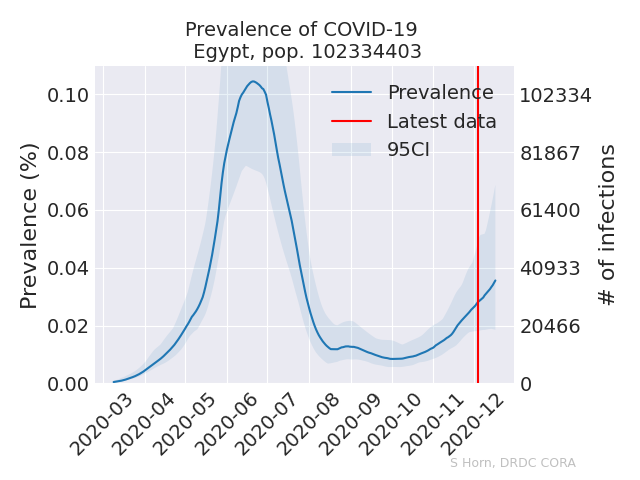 Prevalence of COVID-19
Egypt, pop. 102334403
Prevalence (%)
0.10
0.08
0.06
0.04
0.02
0.00
Prevalence
Latest data
95CI
102334
81867
61400
40933
20466
0
# of infections
2020-03
2020-04
2020-05
2020-06
2020-07
2020-08
2020-09
2020-10
2020-11
2020-12
S Horn, DRDC CORA